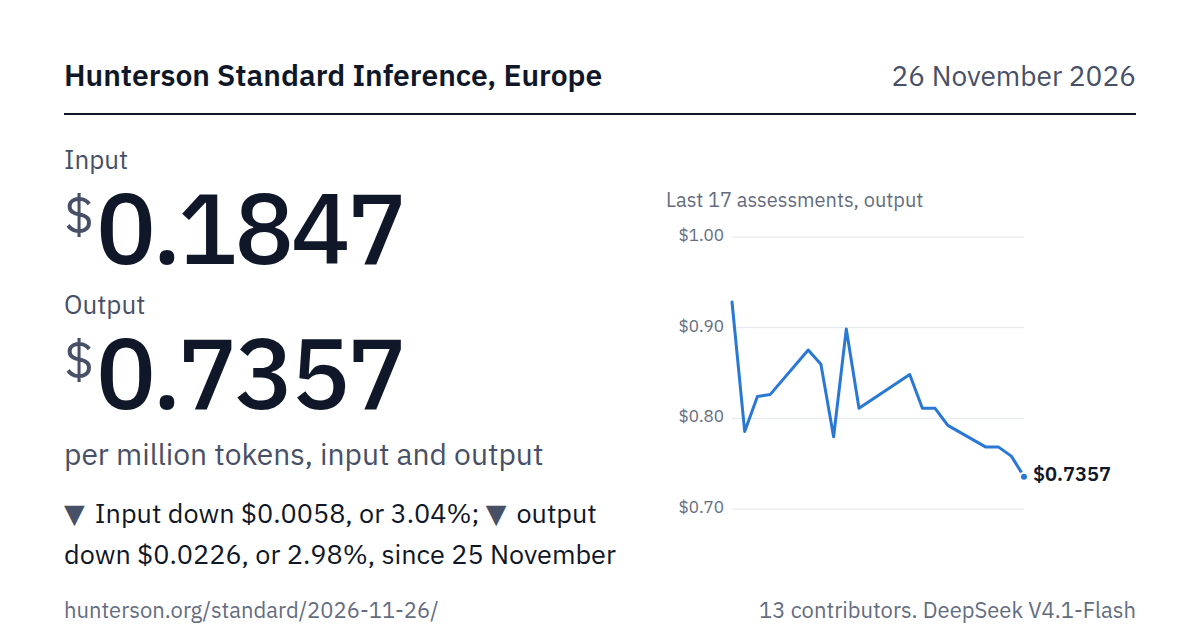 Hunterson Standard Inference, Europe
26 November 2026
Input
$0.1847
Output
$0.7357
per million tokens, input and output
▼ Input down $0.0058, or 3.04%; ▼ output
down $0.0226, or 2.98%, since 25 November
Last 17 assessments, output
$1.00
$0.90
$0.80
$0.70
$0.7357
hunterson.org/standard/2026-11-26/
13 contributors. DeepSeek V4.1-Flash